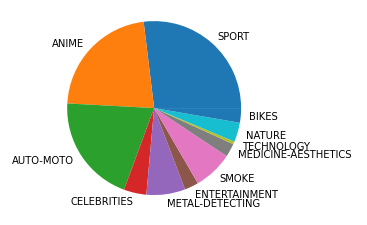 SPORT
ANIME
AUTO-MOTO
CELEBRITIES
METAL-DETECTING
ENTERTAINMENT
SMOKE
MEDICINE-AESTHETICS
TECHNOLOGY
NATURE
BIKES